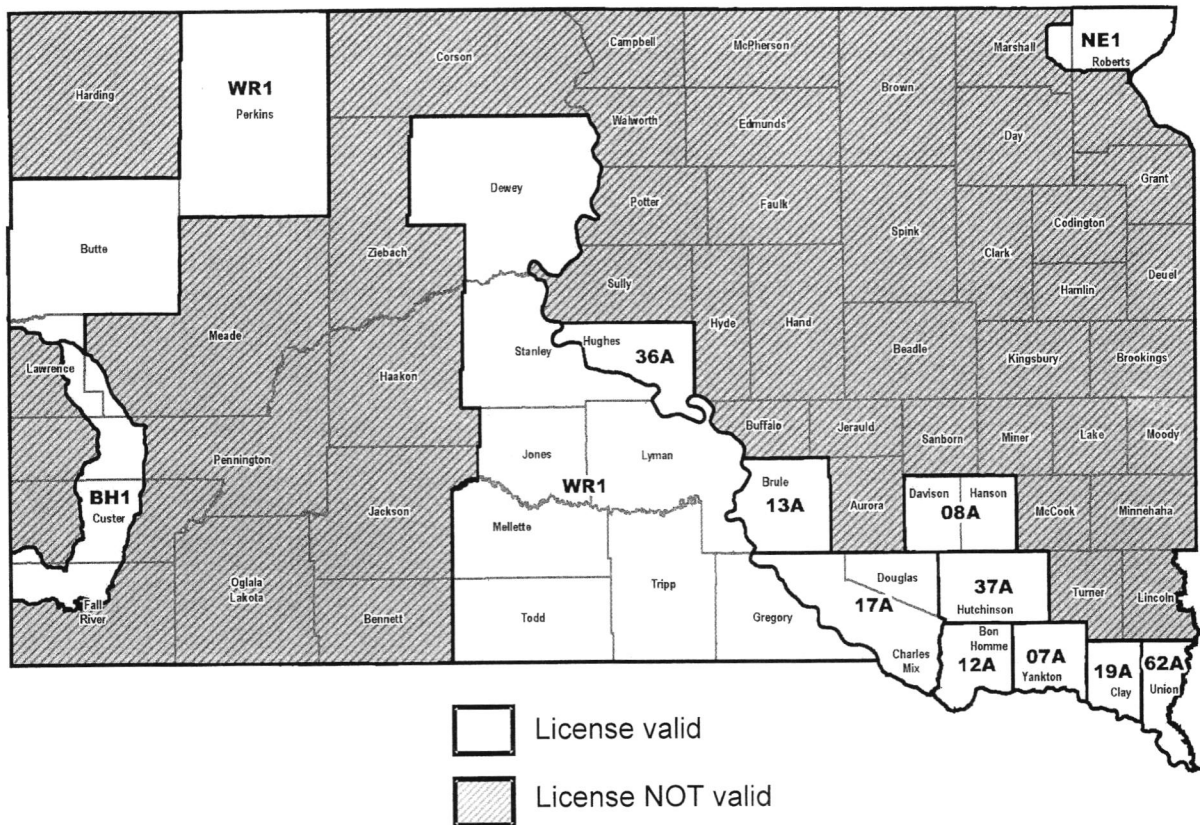 Harding
WR1
Perkins
Corson
Campbell
McPherson
Brown
Marshall
NE1
Roberts
Walworth
Edmunds
Day
Grant
Dewey
Potter
Faulk
Spink
Clark
Codington
Hamlin
Deuel
Butte
Ziebach
Sully
Hyde
Hand
Beadle
Kingsbury
Brookings
Meade
Haakon
Stanley
Hughes
36A
Lawrence
Pennington
Jones
Lyman
WR1
Buffalo
Jerauld
Sanborn
Miner
Lake
Moody
BH1
Custer
Jackson
Mellette
Brule
13A
Aurora
Davison
Hanson
08A
McCook
Minnehaha
Fall
River
Oglala
Lakota
Bennett
Todd
Tripp
Gregory
Douglas
17A
Charles
Mix
37A
Hutchinson
Turner
Lincoln
Bon
Homme
12A
07A
Yankton
19A
Clay
62A
Union
License valid
License NOT valid